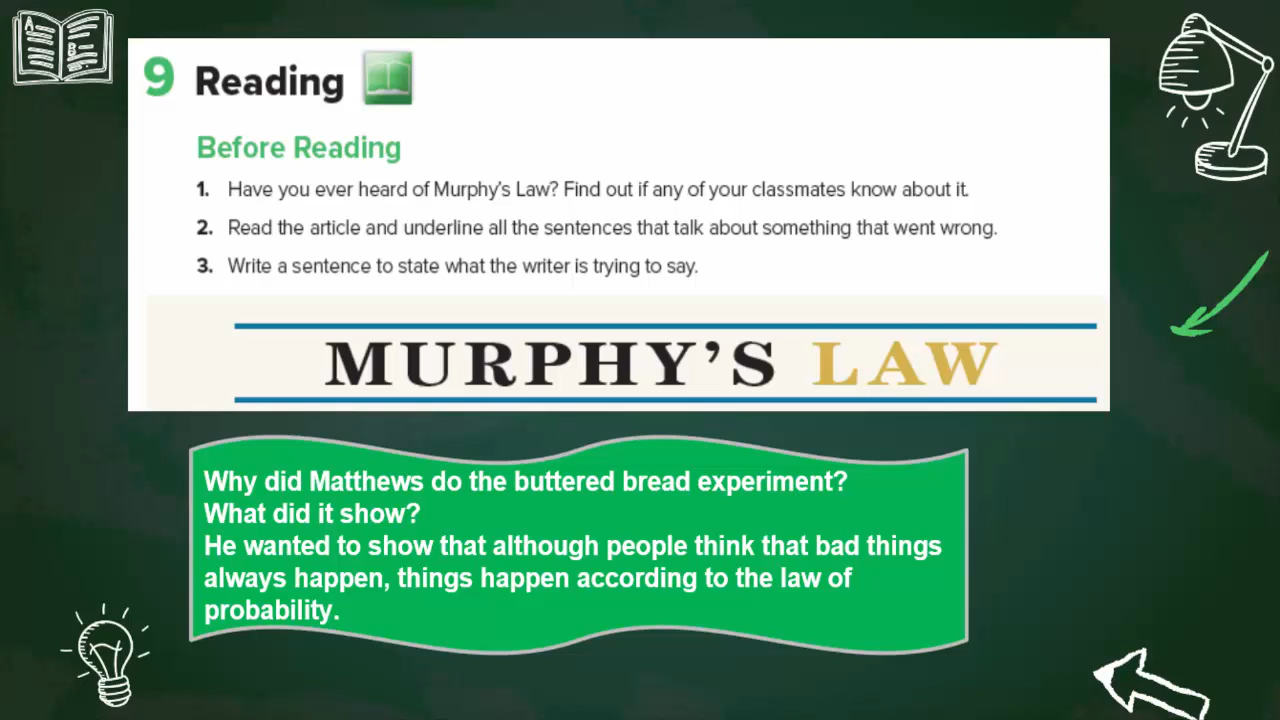 9 Reading
Before Reading
1. Have you ever heard of Murphy's Law? Find out if any of your classmates know about it.
2. Read the article and underline all the sentences that talk about something that went wrong.
3. Write a sentence to state what the writer is trying to say.
MURPHY'S LAW
Why did Matthews do the buttered bread experiment?
What did it show?
He wanted to show that although people think that bad things
always happen, things happen according to the law of
probability.